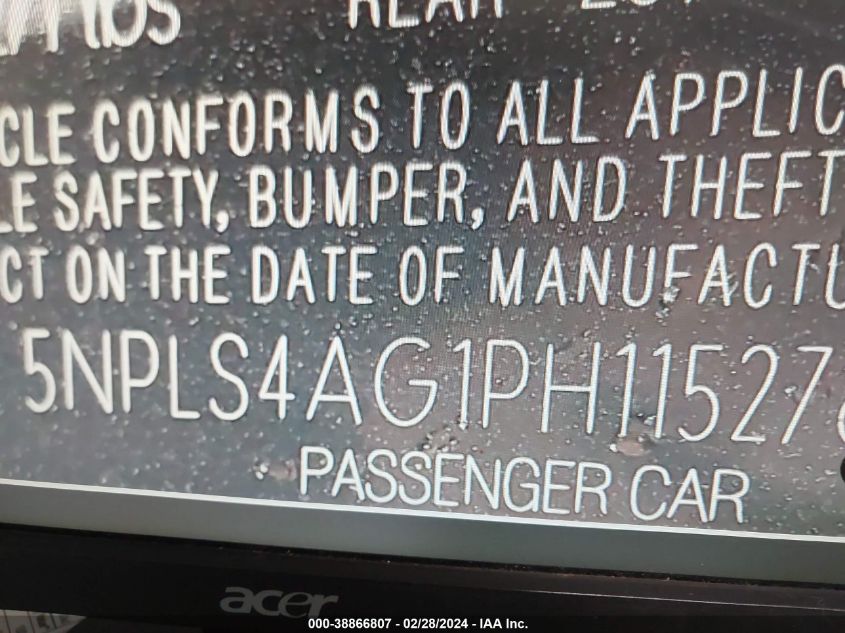 REAR
CLE CONFORMS TO ALL APPLIC
LE SAFETY, BUMPER, AND THEFT
CT ON THE DATE OF MANUFACTU
5NPLS4AG1PH11527
PASSENGER CAR
acer
000-38866807 - 02/28/2024 - IAA Inc.